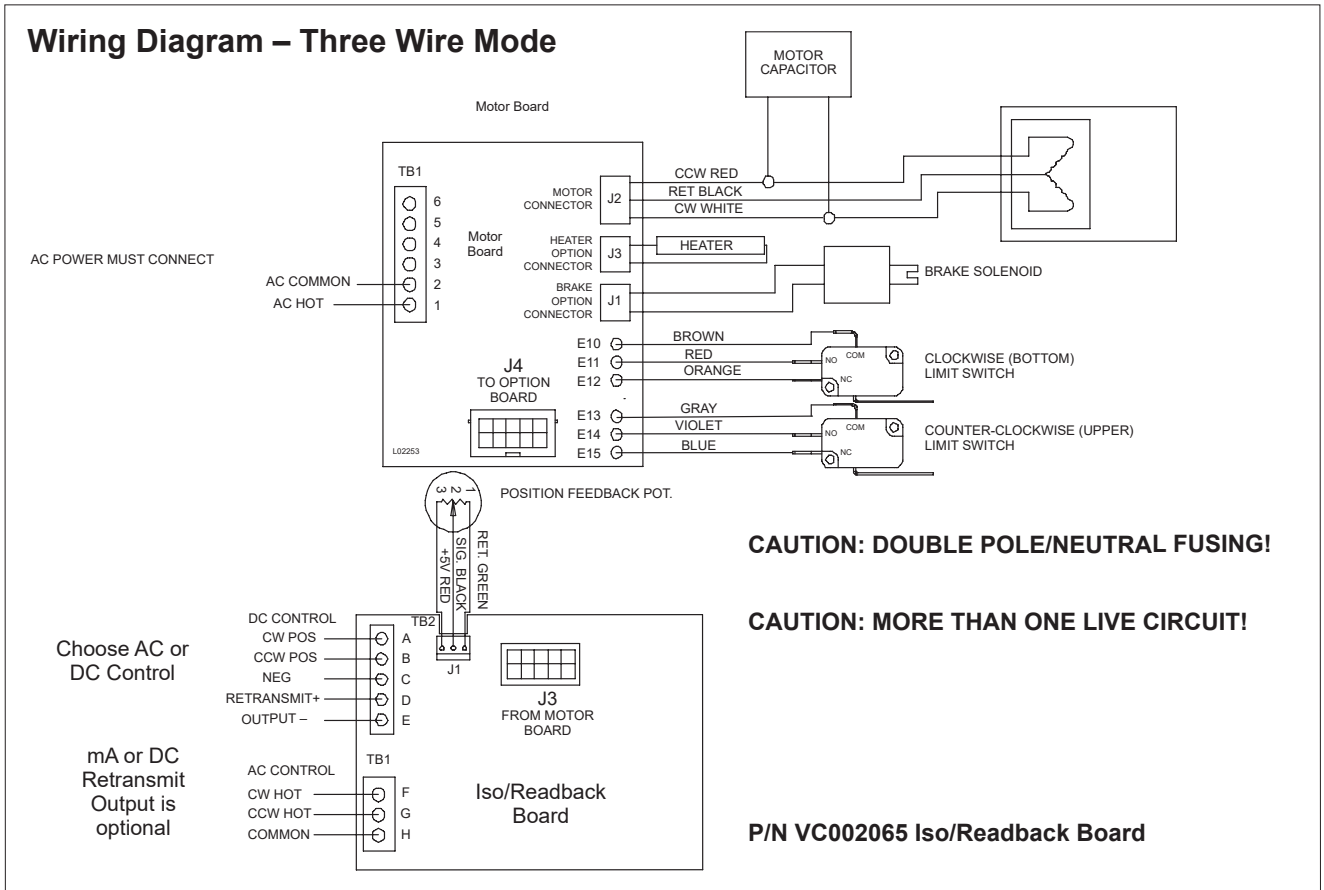 Wiring Diagram – Three Wire Mode
MOTOR
CAPACITOR
Motor Board
TB1
6
5
4
3
2
1
AC POWER MUST CONNECT
AC COMMON
AC HOT
Motor
Board
MOTOR
CONNECTOR
J2
CCW RED
RET BLACK
CW WHITE
HEATER
OPTION
CONNECTOR
J3
HEATER
BRAKE
OPTION
CONNECTOR
J1
BRAKE SOLENOID
E10
BROWN
E11
RED
E12
ORANGE
COM
NO
NC
CLOCKWISE (BOTTOM)
LIMIT SWITCH
J4
TO OPTION
BOARD
E13
GRAY
E14
VIOLET
E15
BLUE
COM
NO
NC
COUNTER-CLOCKWISE (UPPER)
LIMIT SWITCH
L02253
3 2 1
POSITION FEEDBACK POT.
+5V RED
SIG. BLACK
RET. GREEN
CAUTION: DOUBLE POLE/NEUTRAL FUSING!
CAUTION: MORE THAN ONE LIVE CIRCUIT!
Choose AC or
DC Control
DC CONTROL
TB2
CW POS
A
CCW POS
B
NEG
C
RETRANSMIT+
D
OUTPUT –
E
J1
J3
FROM MOTOR
BOARD
mA or DC
Retransmit
Output is
optional
TB1
AC CONTROL
CW HOT
F
CCW HOT
G
COMMON
H
Iso/Readback
Board
P/N VC002065 Iso/Readback Board